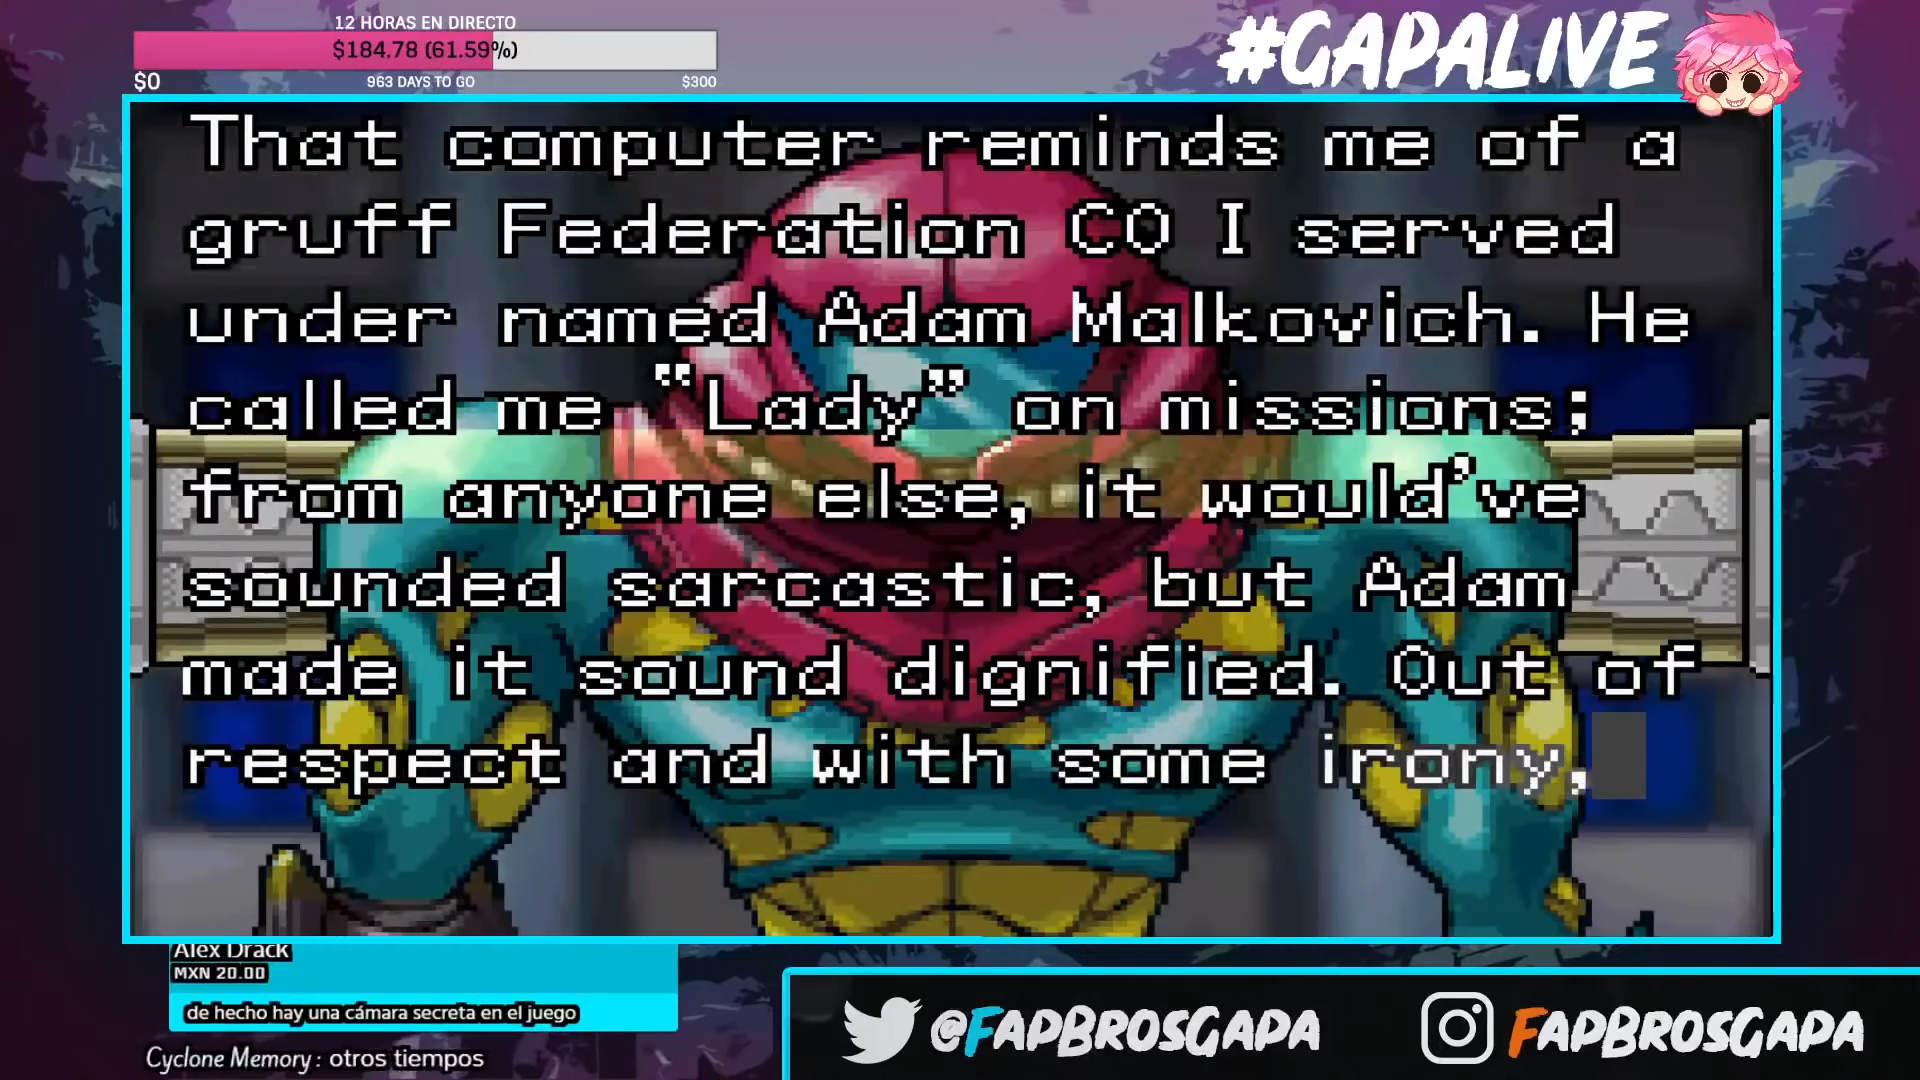 12 HORAS EN DIRECTO
$184.78 (61.59%)
$0
963 DAYS TO GO
$300
#GAPALIVE
That computer reminds me of a
gruff Federation CO I served
under named Adam Malkovich. He
called me “Lady” on missions;
from anyone else, it would’ve
sounded sarcastic, but Adam
made it sound dignified. Out of
respect and with some irony,
Alex Drack
MXN 20.00
de hecho hay una cámara secreta en el juego
Cyclone Memory : otros tiempos
@FAPBROSGAPA
FAPBROSGAPA